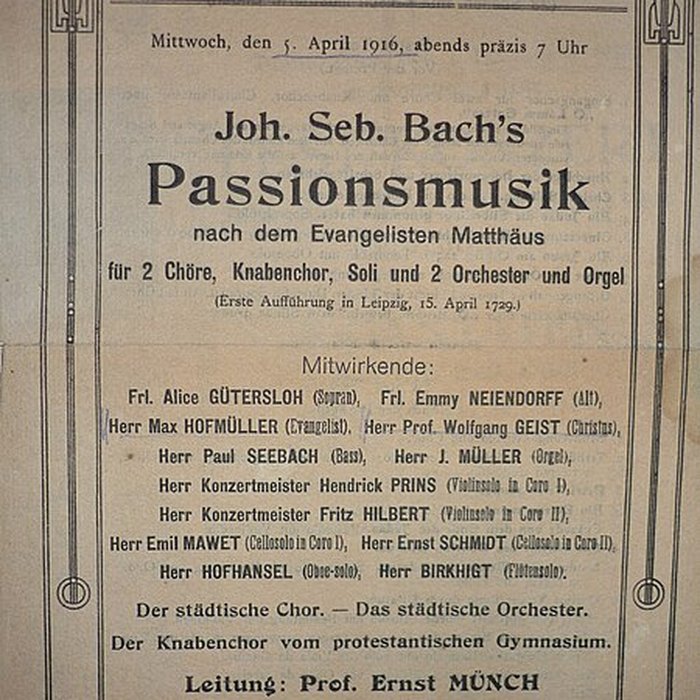 Mittwoch, den 5. April 1916, abends präzis 7 Uhr
Joh. Seb. Bach's
Passionsmusik
nach dem Evangelisten Matthäus
für 2 Chöre, Knabenchor, Soli und 2 Orchester und Orgel
(Erste Aufführung in Leipzig, 15. April 1729.)
Mitwirkende:
Frl. Alice GÜTERSLOH (Sopran), Frl. Emmy NEIENDORFF (Alt),
Herr Max HOFMÜLLER (Evangelist), Herr Prof. Wolfgang GEIST (Christus),
Herr Paul SEEBACH (Bass), Herr J. MÜLLER (Orgel),
Herr Konzertmeister Hendrick PRINS (Violinsolo in Coro I),
Herr Konzertmeister Fritz HILBERT (Violinsolo in Coro II),
Herr Emil MAWET (Cellosolo in Coro I), Herr Ernst SCHMIDT (Cellosolo in Coro II),
Herr HOFHANSEL (Oboe-solo), Herr BIRKHIGT (Flötensolo).
Der städtische Chor. — Das städtische Orchester.
Der Knabenchor vom protestantischen Gymnasium.
Leitung: Prof. Ernst MÜNCH